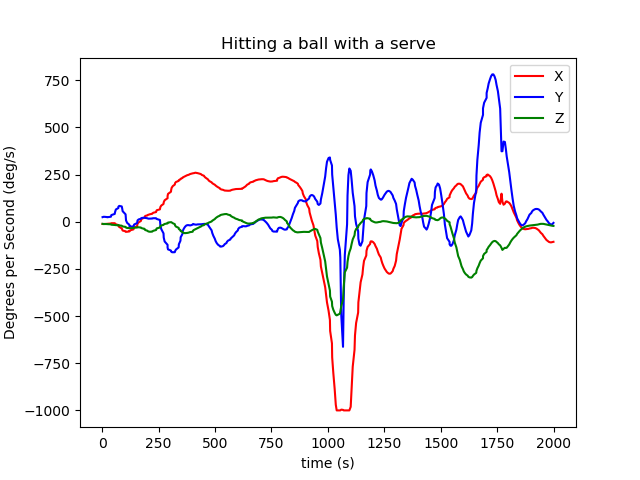 Hitting a ball with a serve
X
Y
Z
Degrees per Second (deg/s)
750
500
250
0
−250
−500
−750
−1000
0 250 500 750 1000 1250 1500 1750 2000
time (s)